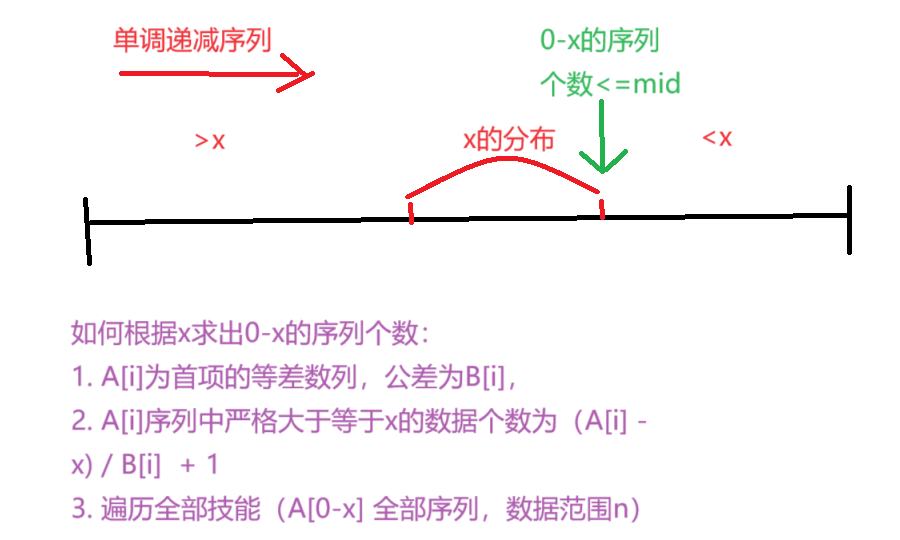 单调递减序列
0-x的序列
个数<=mid
>x
x的分布
<x
如何根据x求出0-x的序列个数：
1. A[i]为首项的等差数列，公差为B[i]，
2. A[i]序列中严格大于等于x的数据个数为（A[i] -
x) / B[i]  + 1
3. 遍历全部技能（A[0-x] 全部序列，数据范围n）